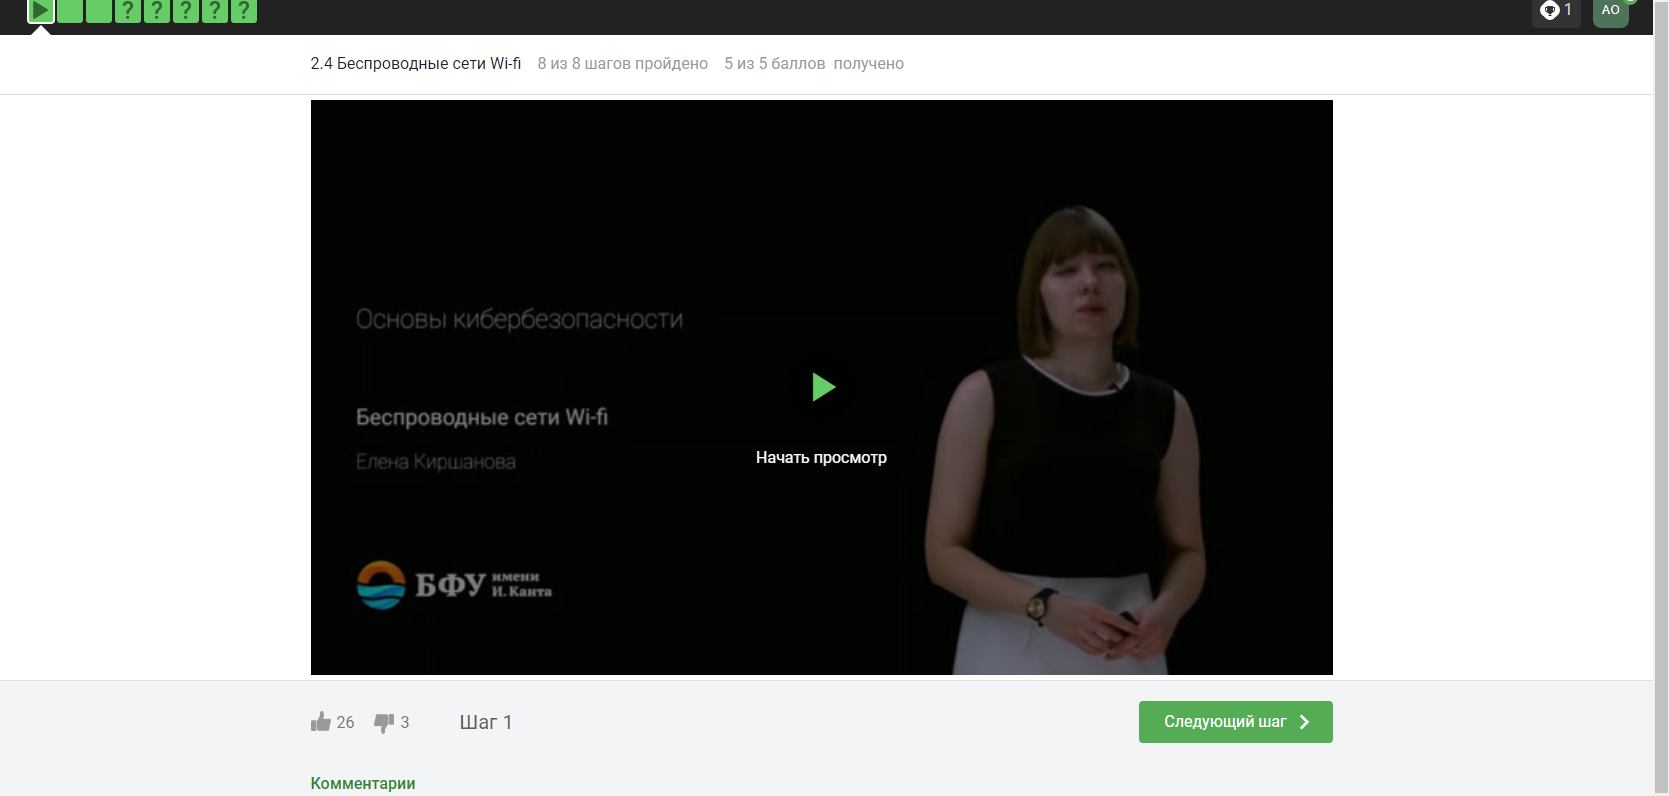 ? ? ? ? ?
1
АО
2.4 Беспроводные сети Wi-fi 8 из 8 шагов пройдено 5 из 5 баллов получено
Основы кибербезопасности
Беспроводные сети Wi-fi
Елена Киршанова
Начать просмотр
БФУ имени
И. Канта
26 3 Шаг 1 Следующий шаг
Комментарии